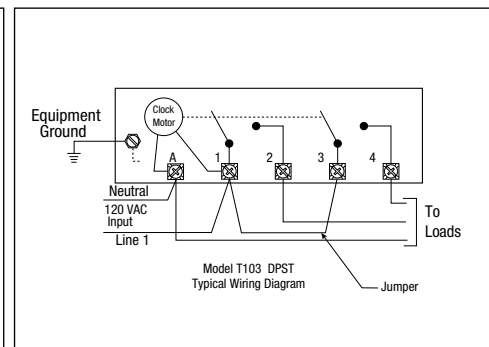 Clock
Motor
Equipment
Ground
A 1 2 3 4
Neutral
120 VAC
Input
Line 1
To
Loads
Model T103 DPST
Typical Wiring Diagram
Jumper